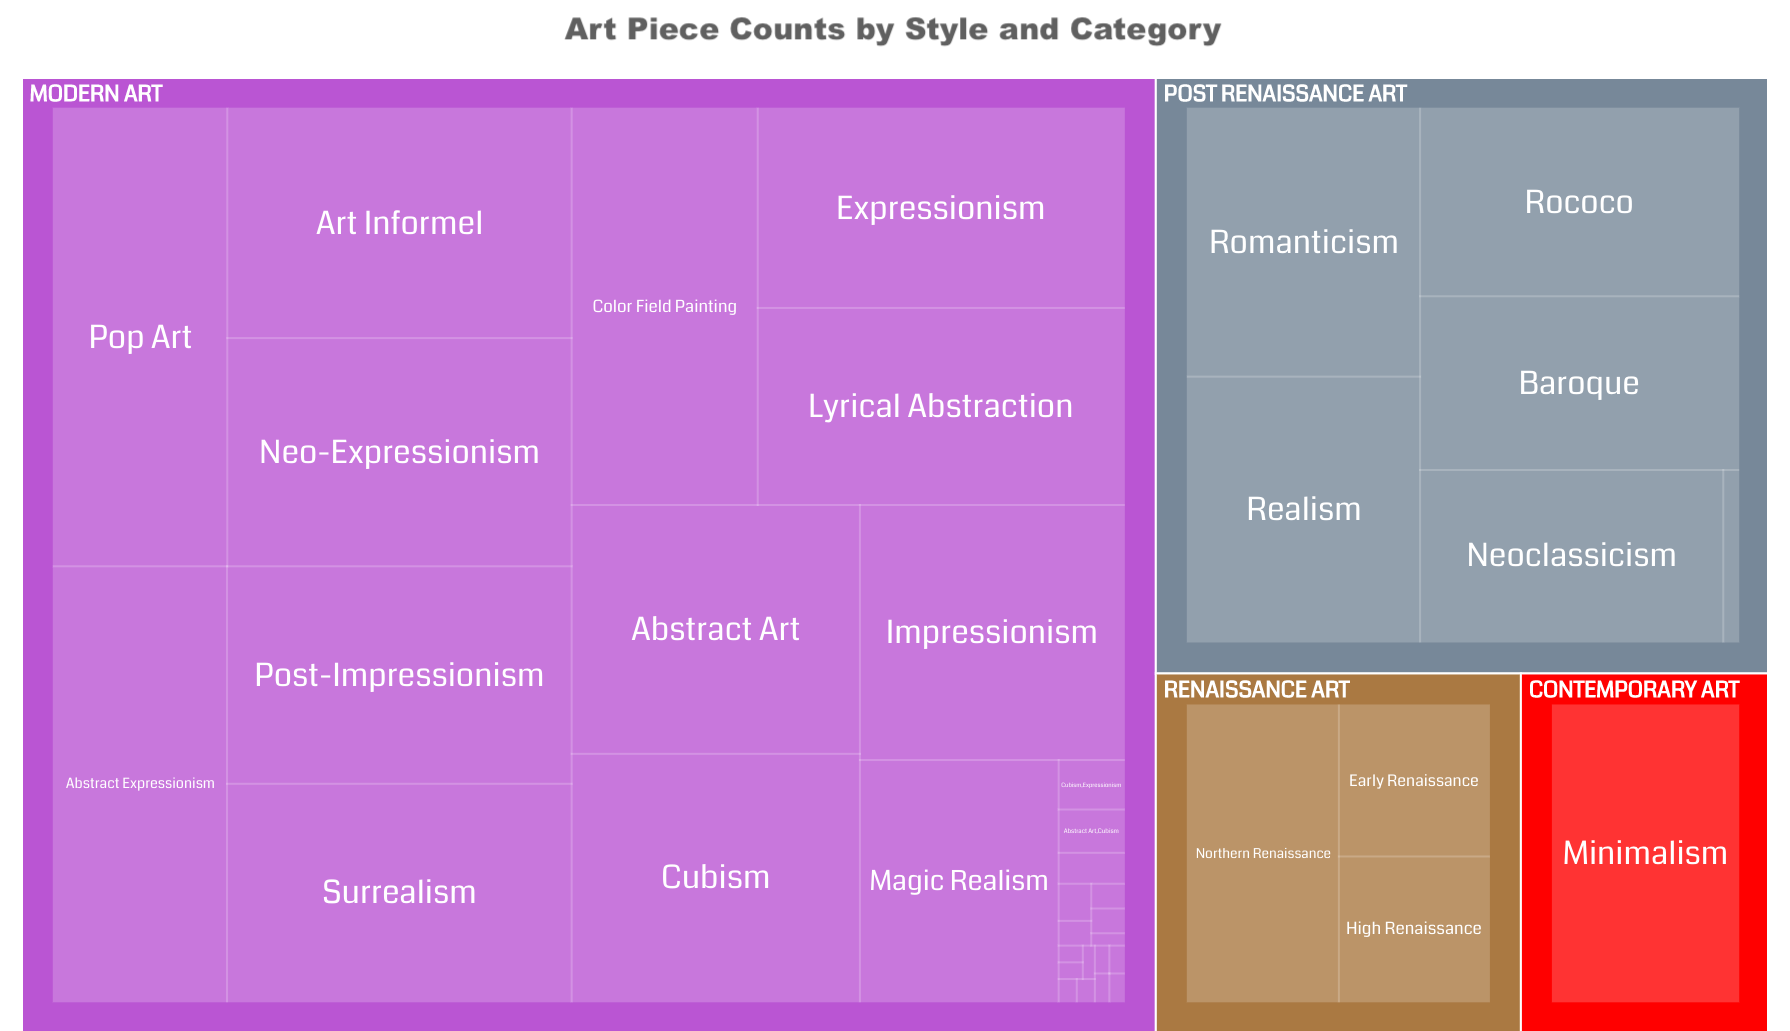 Art Piece Counts by Style and Category
MODERN ART
Pop Art
Art Informel
Color Field Painting
Expressionism
Neo-Expressionism
Lyrical Abstraction
Abstract Expressionism
Post-Impressionism
Abstract Art
Impressionism
Surrealism
Cubism
Magic Realism
Cubism,Expressionism
Abstract Art,Cubism
POST RENAISSANCE ART
Romanticism
Rococo
Baroque
Realism
Neoclassicism
RENAISSANCE ART
Northern Renaissance
Early Renaissance
High Renaissance
CONTEMPORARY ART
Minimalism